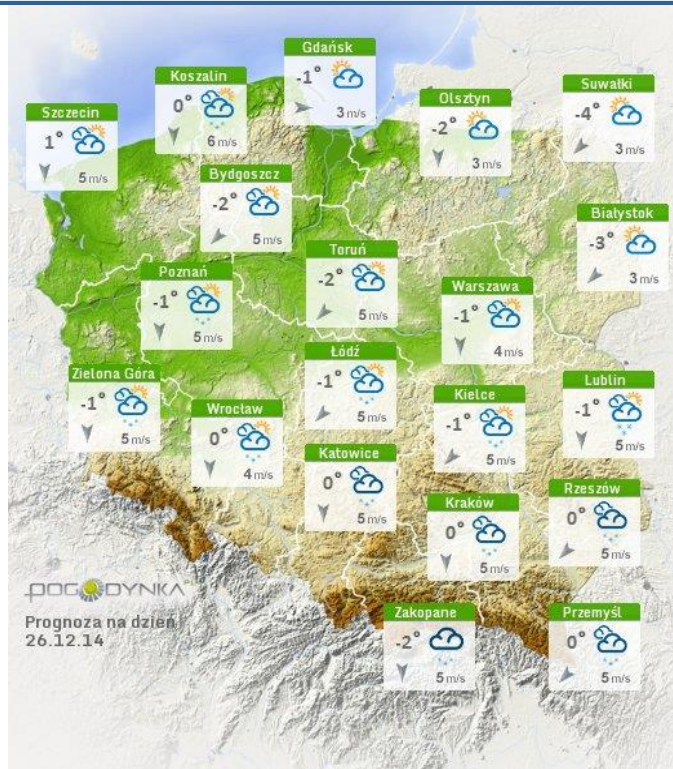 Gdańsk
-1°
3 m/s
Koszalin
0°
6 m/s
Suwałki
-4°
3 m/s
Olsztyn
-2°
3 m/s
Szczecin
1°
5 m/s
Bydgoszcz
-2°
5 m/s
Białystok
-3°
3 m/s
Toruń
-2°
5 m/s
Poznań
-1°
5 m/s
Warszawa
-1°
4 m/s
Łódź
-1°
5 m/s
Zielona Góra
-1°
5 m/s
Lublin
-1°
5 m/s
Kielce
-1°
5 m/s
Wrocław
0°
4 m/s
Katowice
0°
5 m/s
Rzeszów
0°
5 m/s
Kraków
0°
5 m/s
POGODYNKA
Prognoza na dzień
26.12.14
Zakopane
-2°
5 m/s
Przemyśl
0°
5 m/s